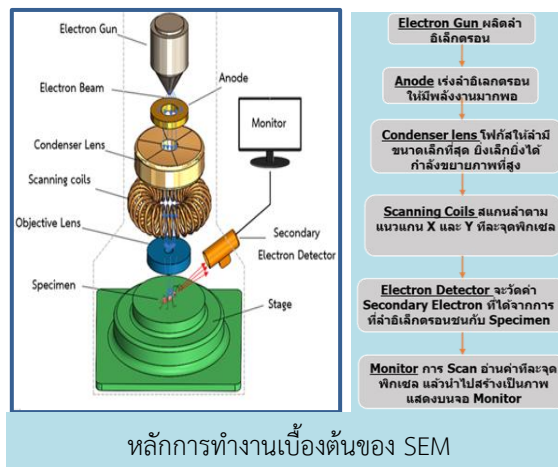 Electron Gun
Electron Beam
Anode
Monitor
Condenser Lens
Scanning coils
Objective Lens
Secondary
Electron Detector
Specimen
Stage
Electron Gun ผลิตลำ
อิเล็กตรอน
Anode เร่งลำอิเลกตรอน
ให้มีพลังงานมากพอ
Condenser lens โฟกัสให้ลำมี
ขนาดเล็กที่สุด ยิ่งเล็กยิ่งได้
กำลังขยายภาพที่สูง
Scanning Coils สแกนลำตาม
แนวแกน X และ Y ทีละจุดพิกเซล
Electron Detector จะวัดค่า
Secondary Electron ที่ได้จากการ
ที่ลำอิเล็กตรอนชนกับ Specimen
Monitor การ Scan อ่านค่าทีละจุด
พิกเซล แล้วนำไปสร้างเป็นภาพ
แสดงบนจอ Monitor
หลักการทำงานเบื้องต้นของ SEM